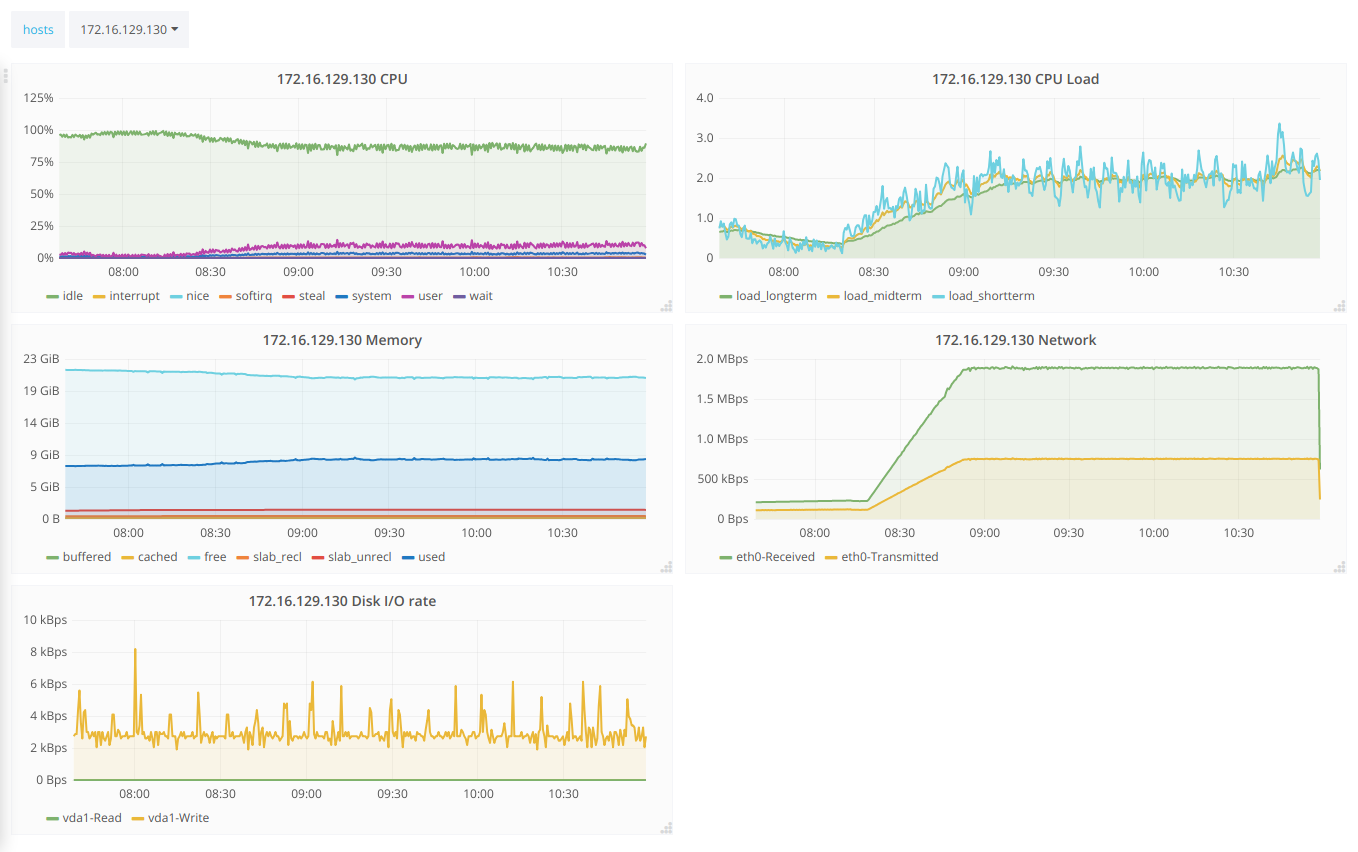 hosts 172.16.129.130
172.16.129.130 CPU
125%
100%
75%
50%
25%
0%
08:00 08:30 09:00 09:30 10:00 10:30
idle interrupt nice softirq steal system user wait
172.16.129.130 CPU Load
4.0
3.0
2.0
1.0
0
08:00 08:30 09:00 09:30 10:00 10:30
load_longterm load_midterm load_shortterm
172.16.129.130 Memory
23 GiB
19 GiB
14 GiB
9 GiB
5 GiB
0 B
08:00 08:30 09:00 09:30 10:00 10:30
buffered cached free slab_recl slab_unrecl used
172.16.129.130 Network
2.0 MBps
1.5 MBps
1.0 MBps
500 kBps
0 Bps
08:00 08:30 09:00 09:30 10:00 10:30
eth0-Received eth0-Transmitted
172.16.129.130 Disk I/O rate
10 kBps
8 kBps
6 kBps
4 kBps
2 kBps
0 Bps
08:00 08:30 09:00 09:30 10:00 10:30
vda1-Read vda1-Write